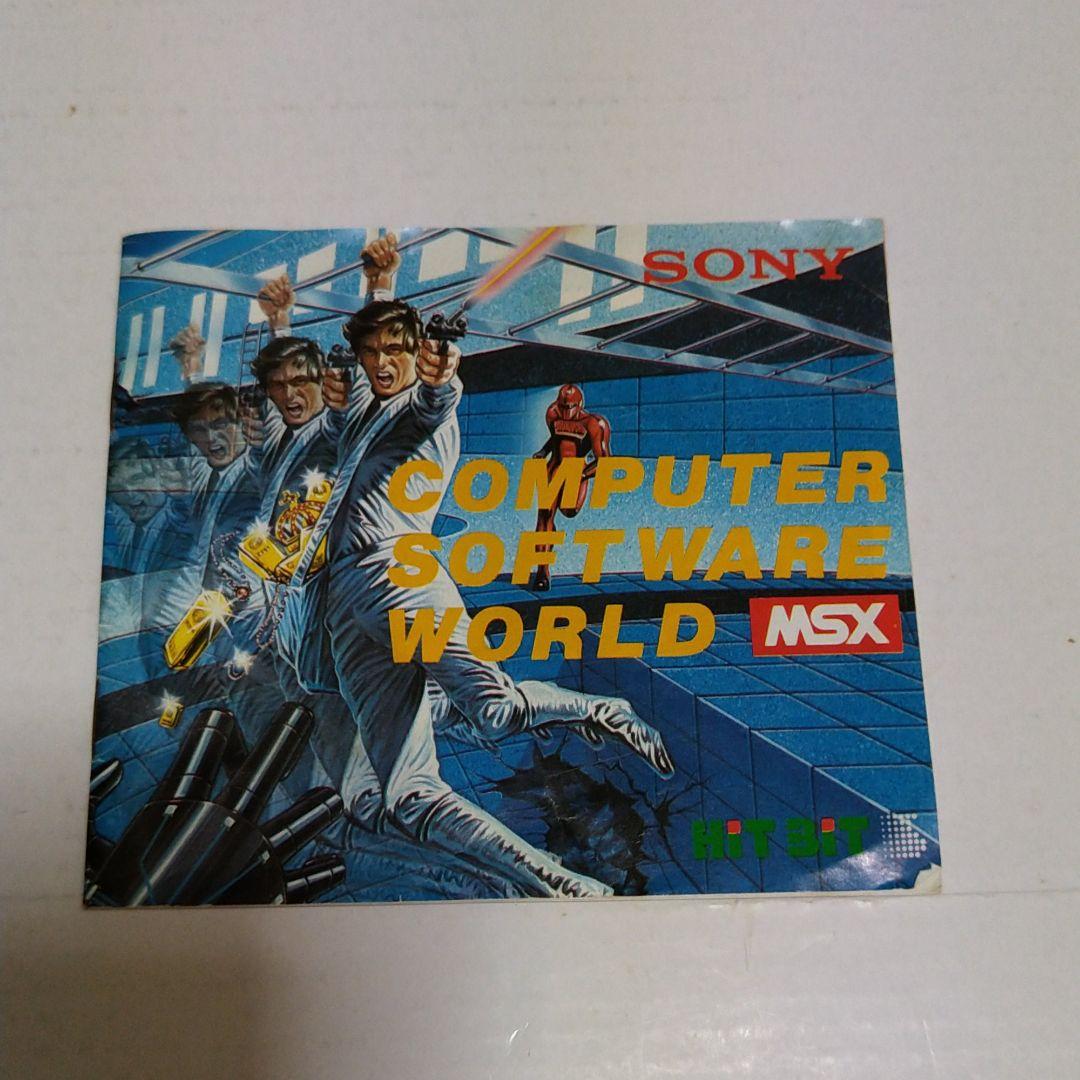 SONY
COMPUTER
SOFTWARE
WORLD MSX
HiT BiT